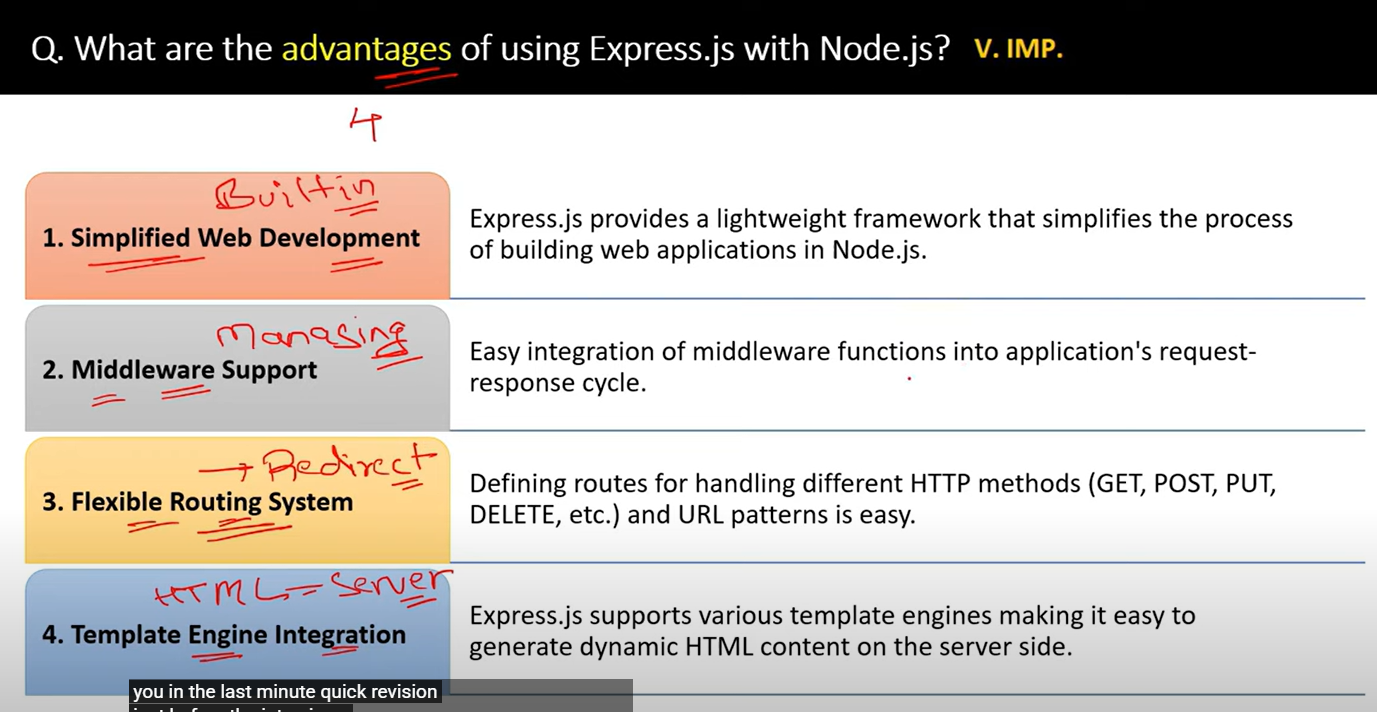 Q. What are the advantages of using Express.js with Node.js? V. IMP.
4
Builtin
1. Simplified Web Development
Express.js provides a lightweight framework that simplifies the process
of building web applications in Node.js.
Managing
2. Middleware Support
Easy integration of middleware functions into application's request-
response cycle.
→ Redirect
3. Flexible Routing System
Defining routes for handling different HTTP methods (GET, POST, PUT,
DELETE, etc.) and URL patterns is easy.
HTML = Server
4. Template Engine Integration
Express.js supports various template engines making it easy to
generate dynamic HTML content on the server side.
you in the last minute quick revision